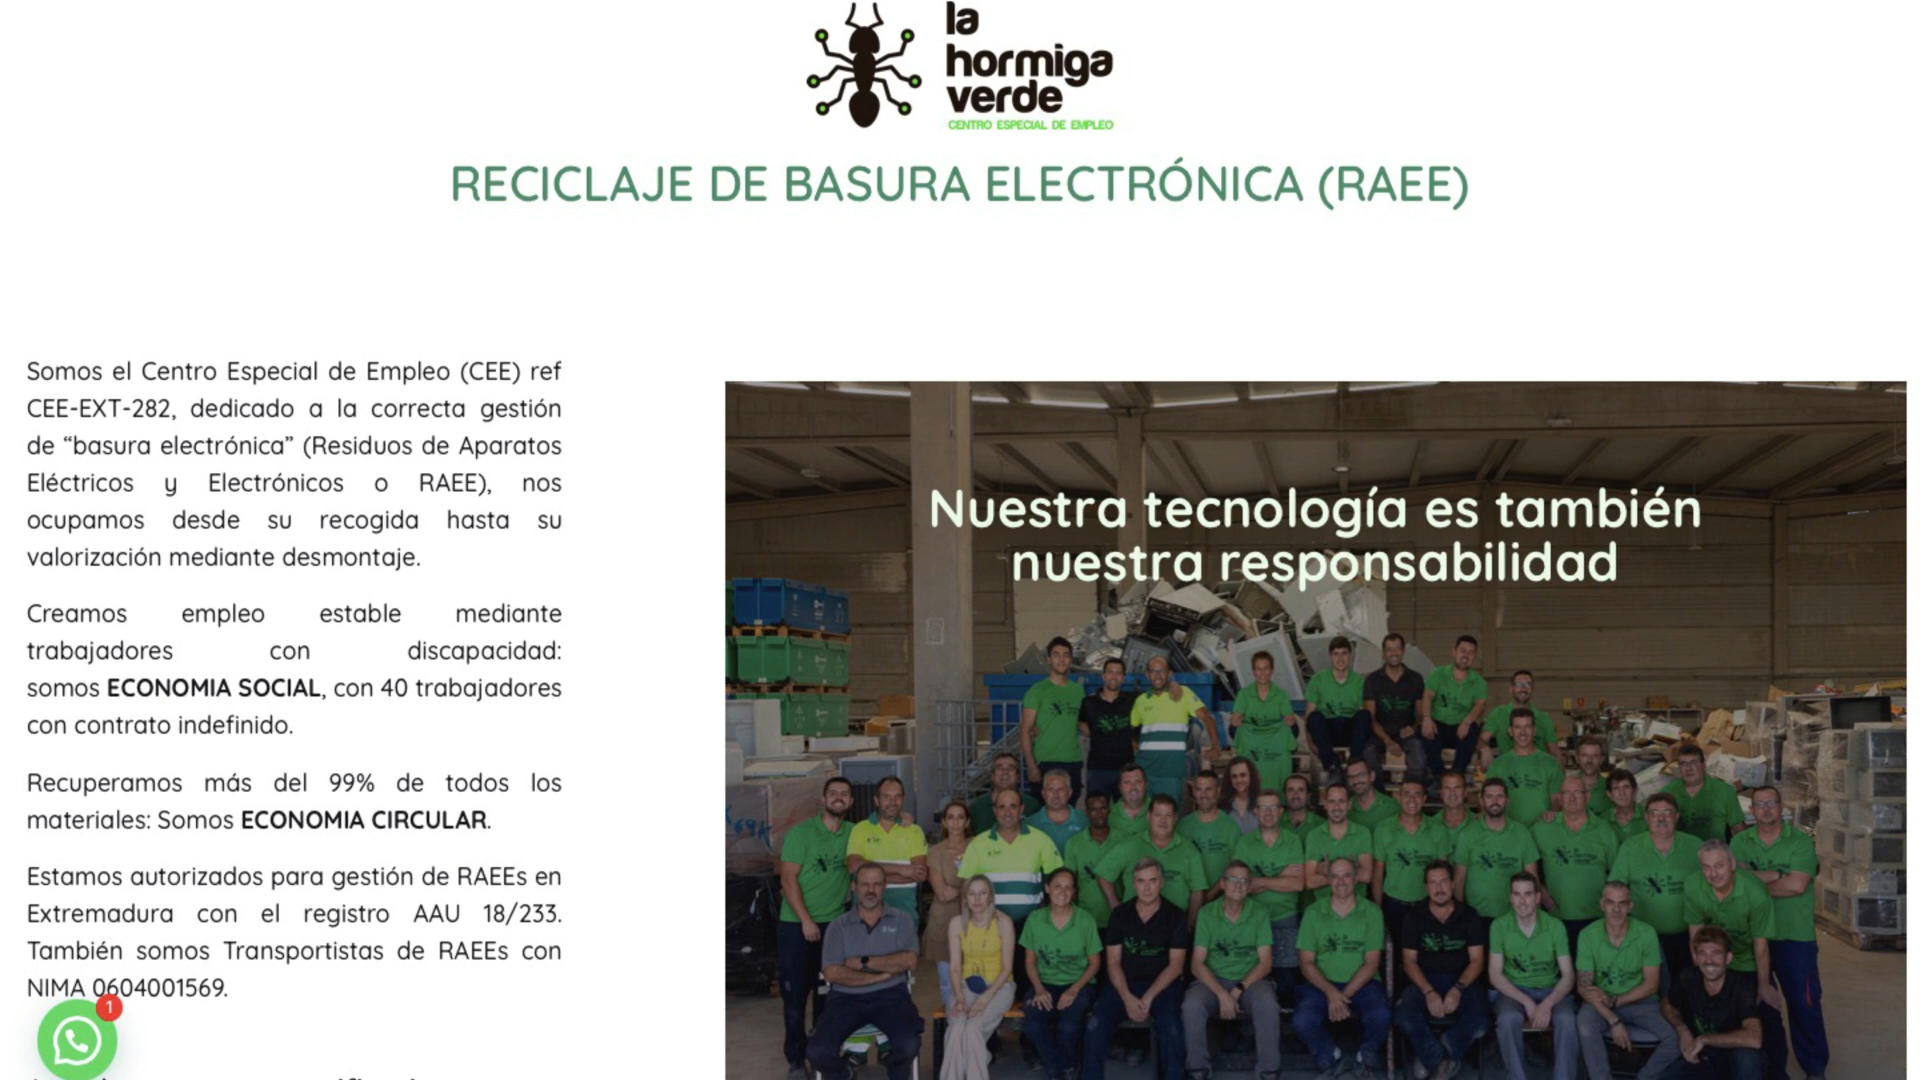 la
hormiga
verde
CENTRO ESPECIAL DE EMPLEO
RECICLAJE DE BASURA ELECTRÓNICA (RAEE)
Somos el Centro Especial de Empleo (CEE) ref
CEE-EXT-282, dedicado a la correcta gestión
de “basura electrónica” (Residuos de Aparatos
Eléctricos y Electrónicos o RAEE), nos
ocupamos desde su recogida hasta su
valorización mediante desmontaje.
Creamos empleo estable mediante
trabajadores con discapacidad:
somos ECONOMIA SOCIAL, con 40 trabajadores
con contrato indefinido.
Recuperamos más del 99% de todos los
materiales: Somos ECONOMIA CIRCULAR.
Estamos autorizados para gestión de RAEEs en
Extremadura con el registro AAU 18/233.
También somos Transportistas de RAEEs con
NIMA 0604001569.
1
Nuestra tecnología es también
nuestra responsabilidad